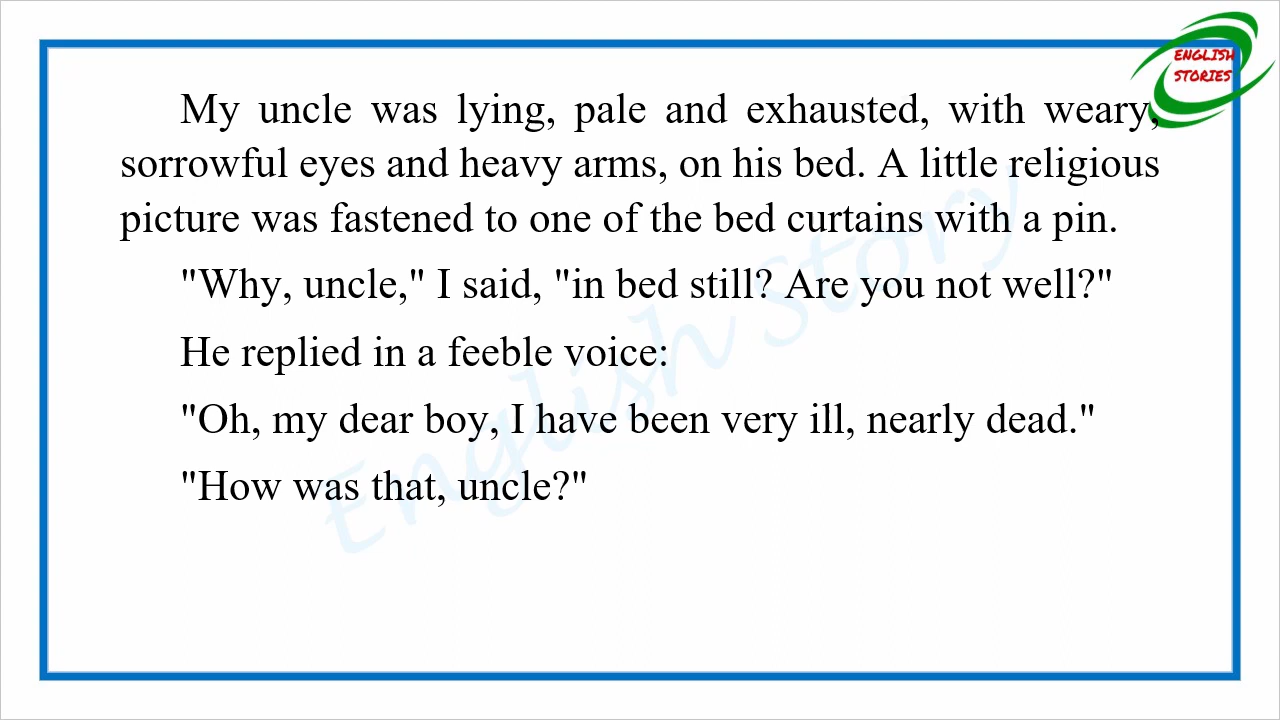 ENGLISH
STORIES
My uncle was lying, pale and exhausted, with weary,
sorrowful eyes and heavy arms, on his bed. A little religious
picture was fastened to one of the bed curtains with a pin.
"Why, uncle," I said, "in bed still? Are you not well?"
He replied in a feeble voice:
"Oh, my dear boy, I have been very ill, nearly dead."
"How was that, uncle?"
English Story